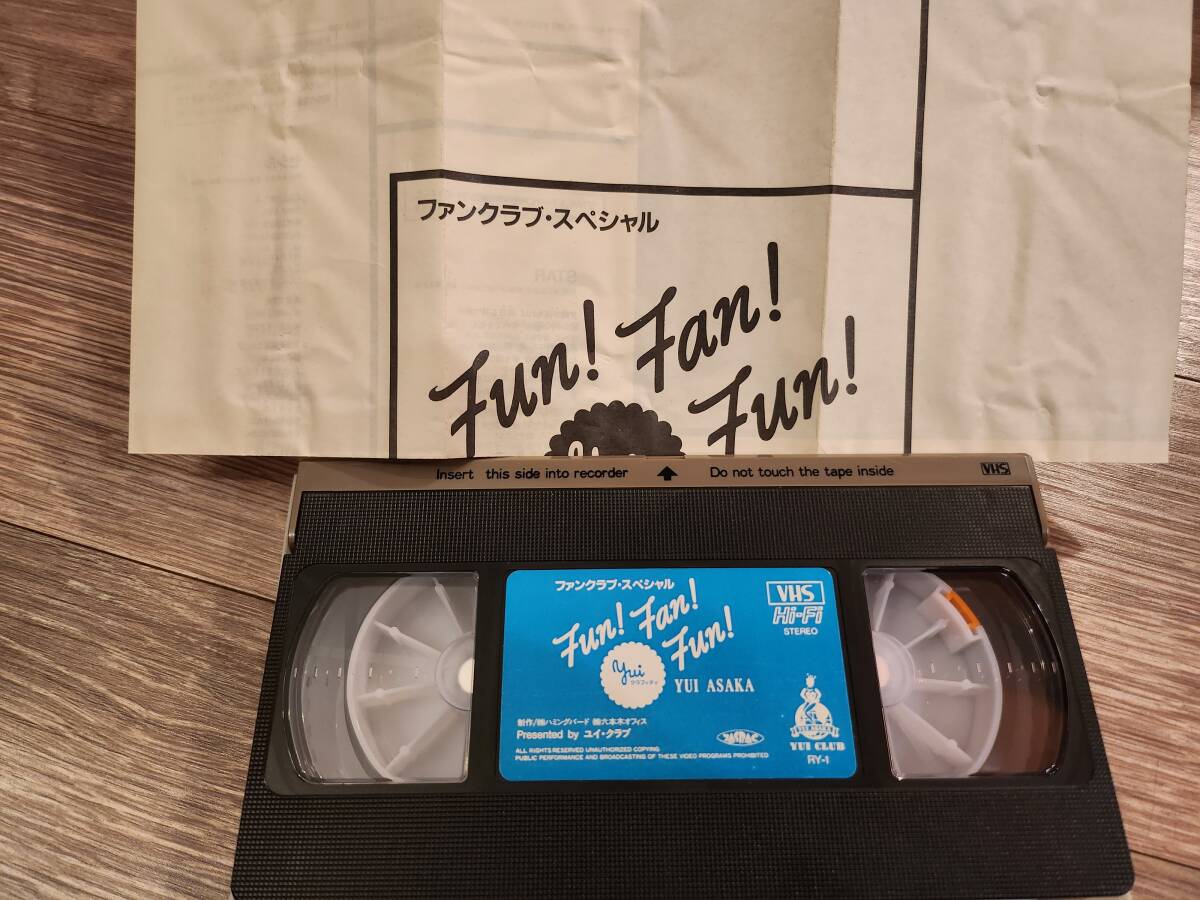 ファンクラブ・スペシャル
STAR
Fun! Fan!
Fun!
Insert this side into recorder
Do not touch the tape inside
VHS
ファンクラブ・スペシャル
Fun! Fan!
Fun!
Yui
YUI ASAKA
制作/㈱ハミングバード ㈱六本木オフィス
Presented by ユイ・クラブ
ALL RIGHTS RESERVED UNAUTHORIZED COPYING
PUBLIC PERFORMANCE AND BROADCASTING OF THESE VIDEO PROGRAMS PROHIBITED
JASRAC
VHS
Hi-Fi
STEREO
YUI CLUB
RY-1